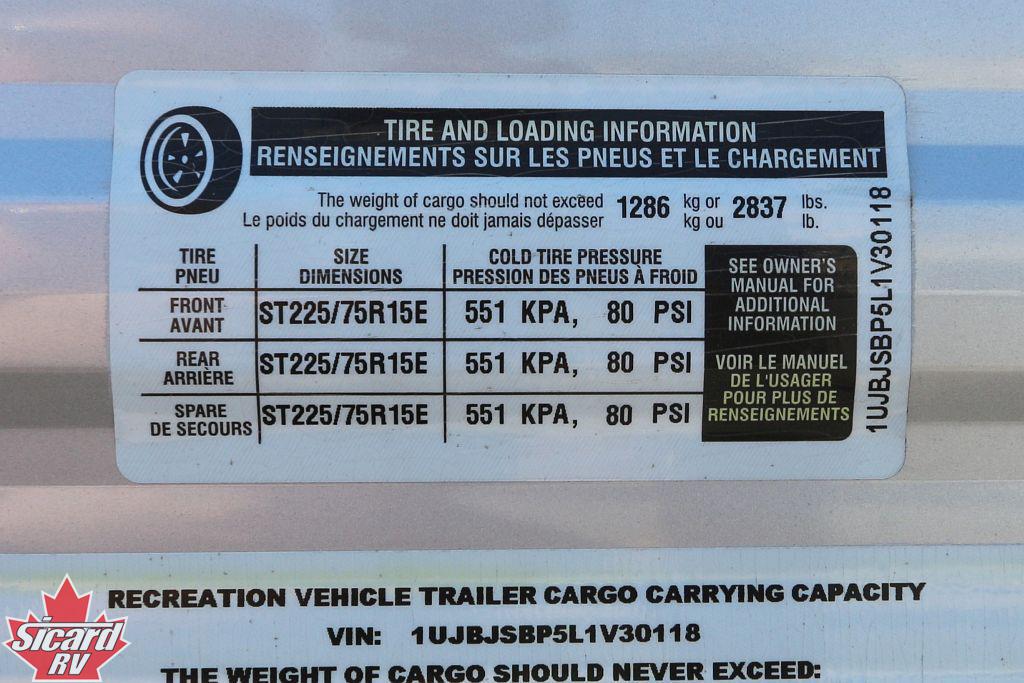 TIRE AND LOADING INFORMATION
RENSEIGNEMENTS SUR LES PNEUS ET LE CHARGEMENT
The weight of cargo should not exceed 1286 kg or 2837 lbs.
Le poids du chargement ne doit jamais dépasser kg ou lb.
TIRE SIZE COLD TIRE PRESSURE
PNEU DIMENSIONS PRESSION DES PNEUS À FROID
FRONT
AVANT ST225/75R15E 551 KPA, 80 PSI
REAR
ARRIÈRE ST225/75R15E 551 KPA, 80 PSI
SPARE
DE SECOURS ST225/75R15E 551 KPA, 80 PSI
SEE OWNER'S
MANUAL FOR
ADDITIONAL
INFORMATION
VOIR LE MANUEL
DE L'USAGER
POUR PLUS DE
RENSEIGNEMENTS
1UJBJSBP5L1V30118
RECREATION VEHICLE TRAILER CARGO CARRYING CAPACITY
VIN: 1UJBJSBP5L1V30118
THE WEIGHT OF CARGO SHOULD NEVER EXCEED:
Sicard
RV